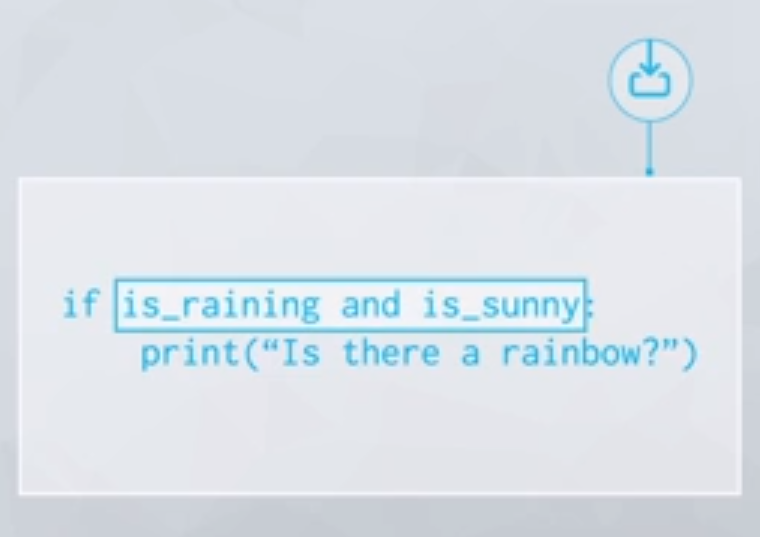 if is_raining and is_sunny:
    print(“Is there a rainbow?”)